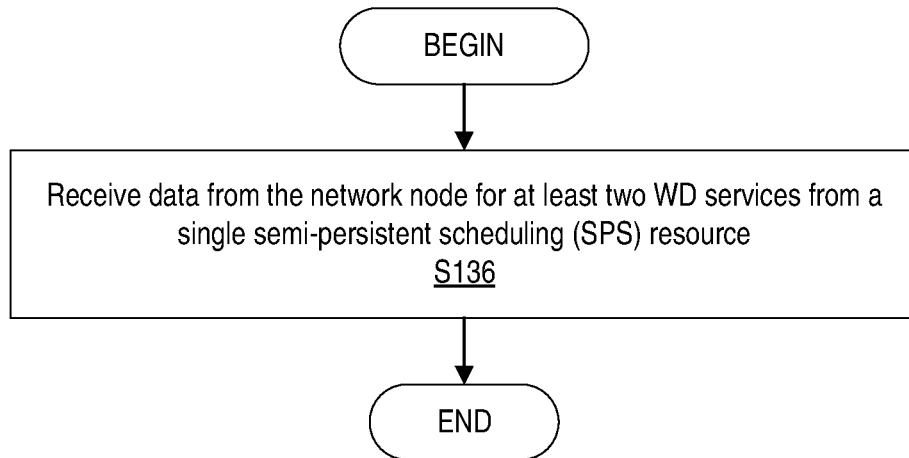 BEGIN
Receive data from the network node for at least two WD services from a
single semi-persistent scheduling (SPS) resource
S136
END